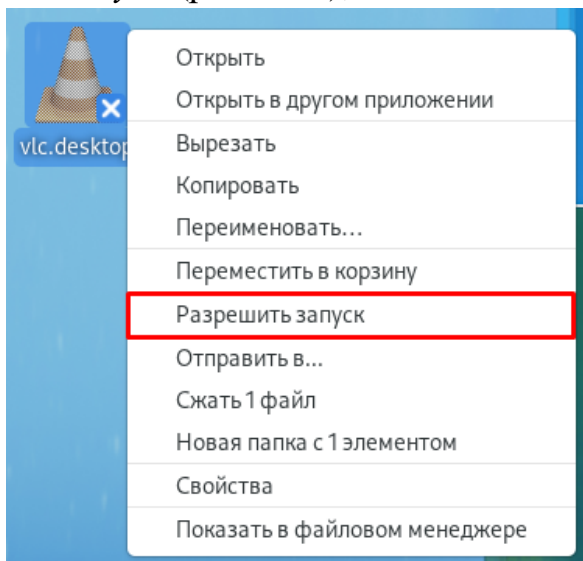 Открыть
Открыть в другом приложении
vlc.desktop
Вырезать
Копировать
Переименовать...
Переместить в корзину
Разрешить запуск
Отправить в...
Сжать 1 файл
Новая папка с 1 элементом
Свойства
Показать в файловом менеджере